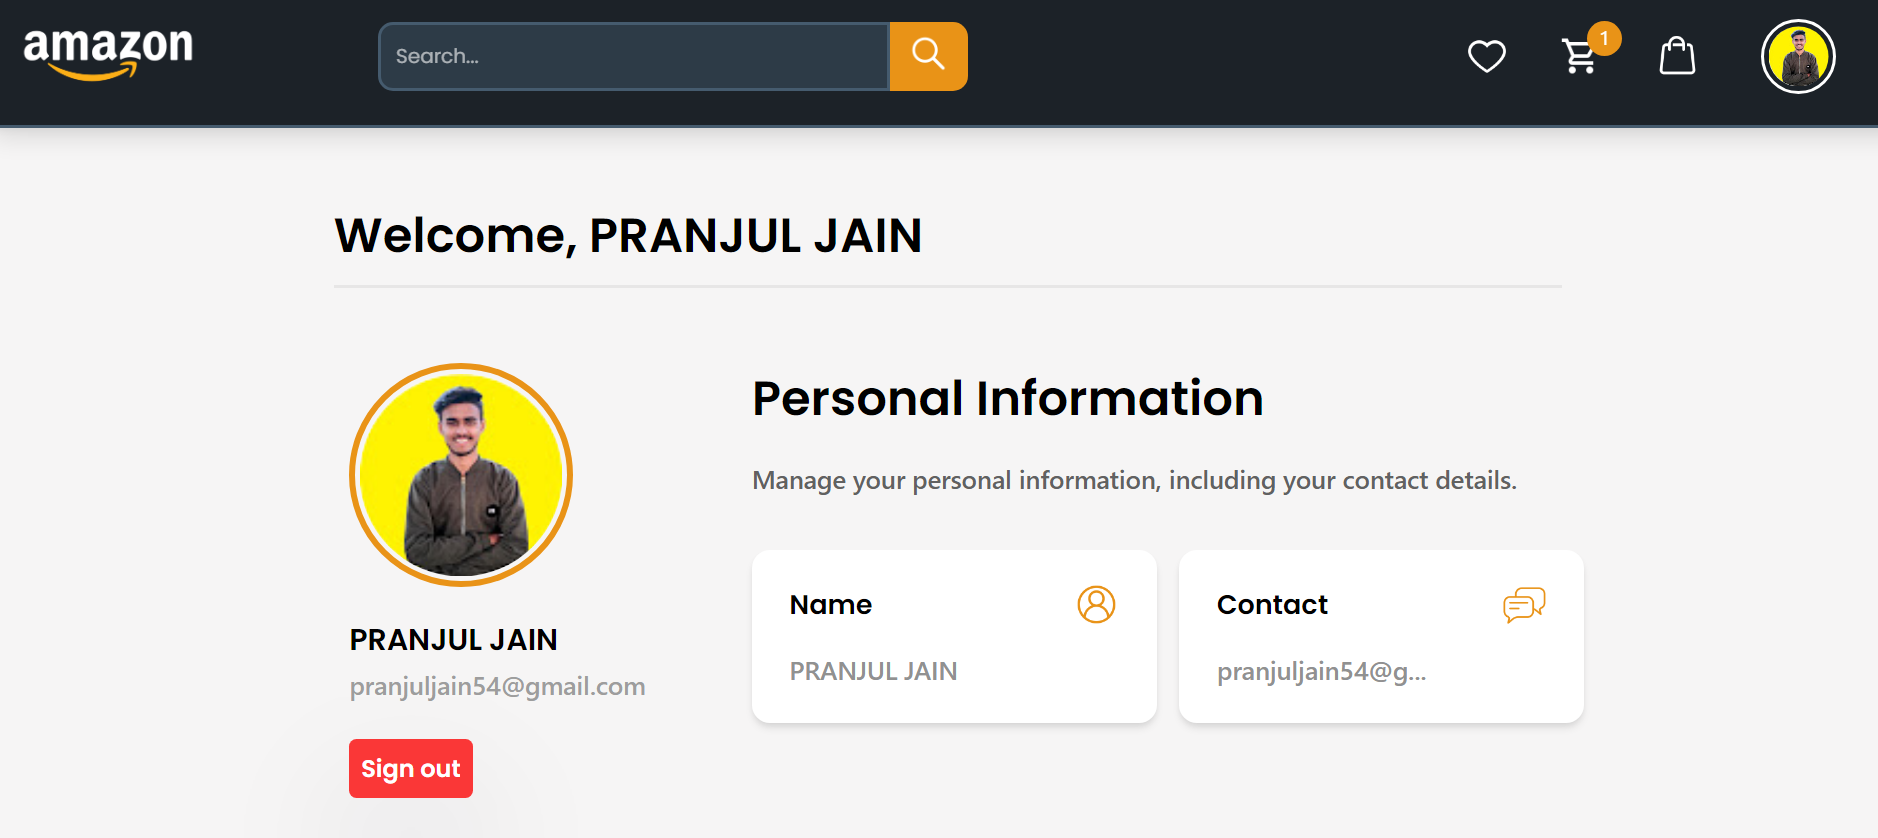 amazon
Search...
1
Welcome, PRANJUL JAIN
Personal Information
Manage your personal information, including your contact details.
Name
PRANJUL JAIN
Contact
pranjuljain54@g...
PRANJUL JAIN
pranjuljain54@gmail.com
Sign out